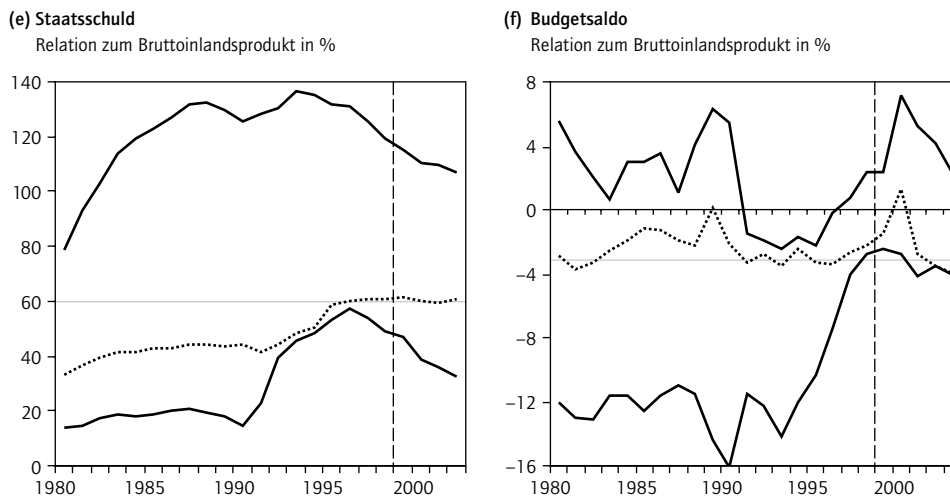 (e) Staatsschuld
Relation zum Bruttoinlandsprodukt in %
140
120
100
80
60
40
20
0
1980 1985 1990 1995 2000
(f) Budgetsaldo
Relation zum Bruttoinlandsprodukt in %
8
4
0
−4
−8
−12
−16
1980 1985 1990 1995 2000